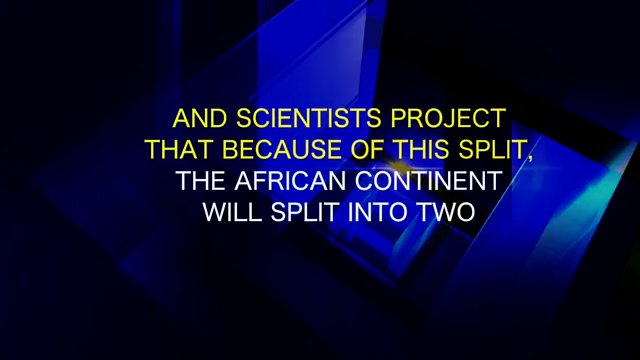 AND SCIENTISTS PROJECT
THAT BECAUSE OF THIS SPLIT,
THE AFRICAN CONTINENT
WILL SPLIT INTO TWO